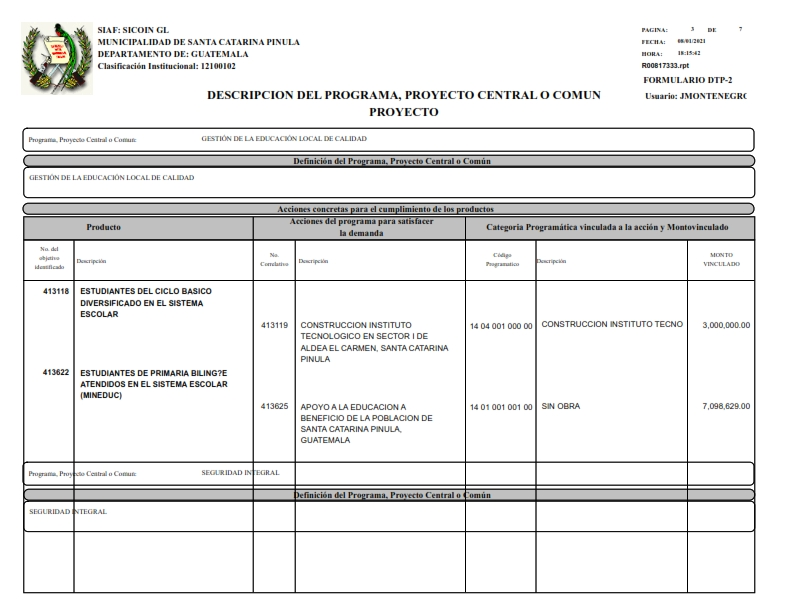 SIAF: SICOIN GL
MUNICIPALIDAD DE SANTA CATARINA PINULA
DEPARTAMENTO DE: GUATEMALA
Clasificación Institucional: 12100102
PAGINA: 3 DE 7
FECHA: 08/01/2021
HORA: 18:15:42
R00817333.rpt
FORMULARIO DTP-2
Usuario: JMONTENEGRO
DESCRIPCION DEL PROGRAMA, PROYECTO CENTRAL O COMUN
PROYECTO
Programa, Proyecto Central o Comun: GESTIÓN DE LA EDUCACIÓN LOCAL DE CALIDAD
Definición del Programa, Proyecto Central o Común
GESTIÓN DE LA EDUCACIÓN LOCAL DE CALIDAD
Acciones concretas para el cumplimiento de los productos
Producto
Acciones del programa para satisfacer
la demanda
Categoria Programática vinculada a la acción y Montovinculado
No. del
objetivo
identificado
Descripción
No.
Correlativo
Descripción
Código
Programatico
Descripción
MONTO
VINCULADO
413118 ESTUDIANTES DEL CICLO BASICO
DIVERSIFICADO EN EL SISTEMA
ESCOLAR
413119 CONSTRUCCION INSTITUTO
TECNOLOGICO EN SECTOR I DE
ALDEA EL CARMEN, SANTA CATARINA
PINULA
14 04 001 000 00 CONSTRUCCION INSTITUTO TECNO 3,000,000.00
413622 ESTUDIANTES DE PRIMARIA BILING?E
ATENDIDOS EN EL SISTEMA ESCOLAR
(MINEDUC)
413625 APOYO A LA EDUCACION A
BENEFICIO DE LA POBLACION DE
SANTA CATARINA PINULA,
GUATEMALA
14 01 001 001 00 SIN OBRA 7,098,629.00
Programa, Proyecto Central o Comun: SEGURIDAD INTEGRAL
Definición del Programa, Proyecto Central o Común
SEGURIDAD INTEGRAL